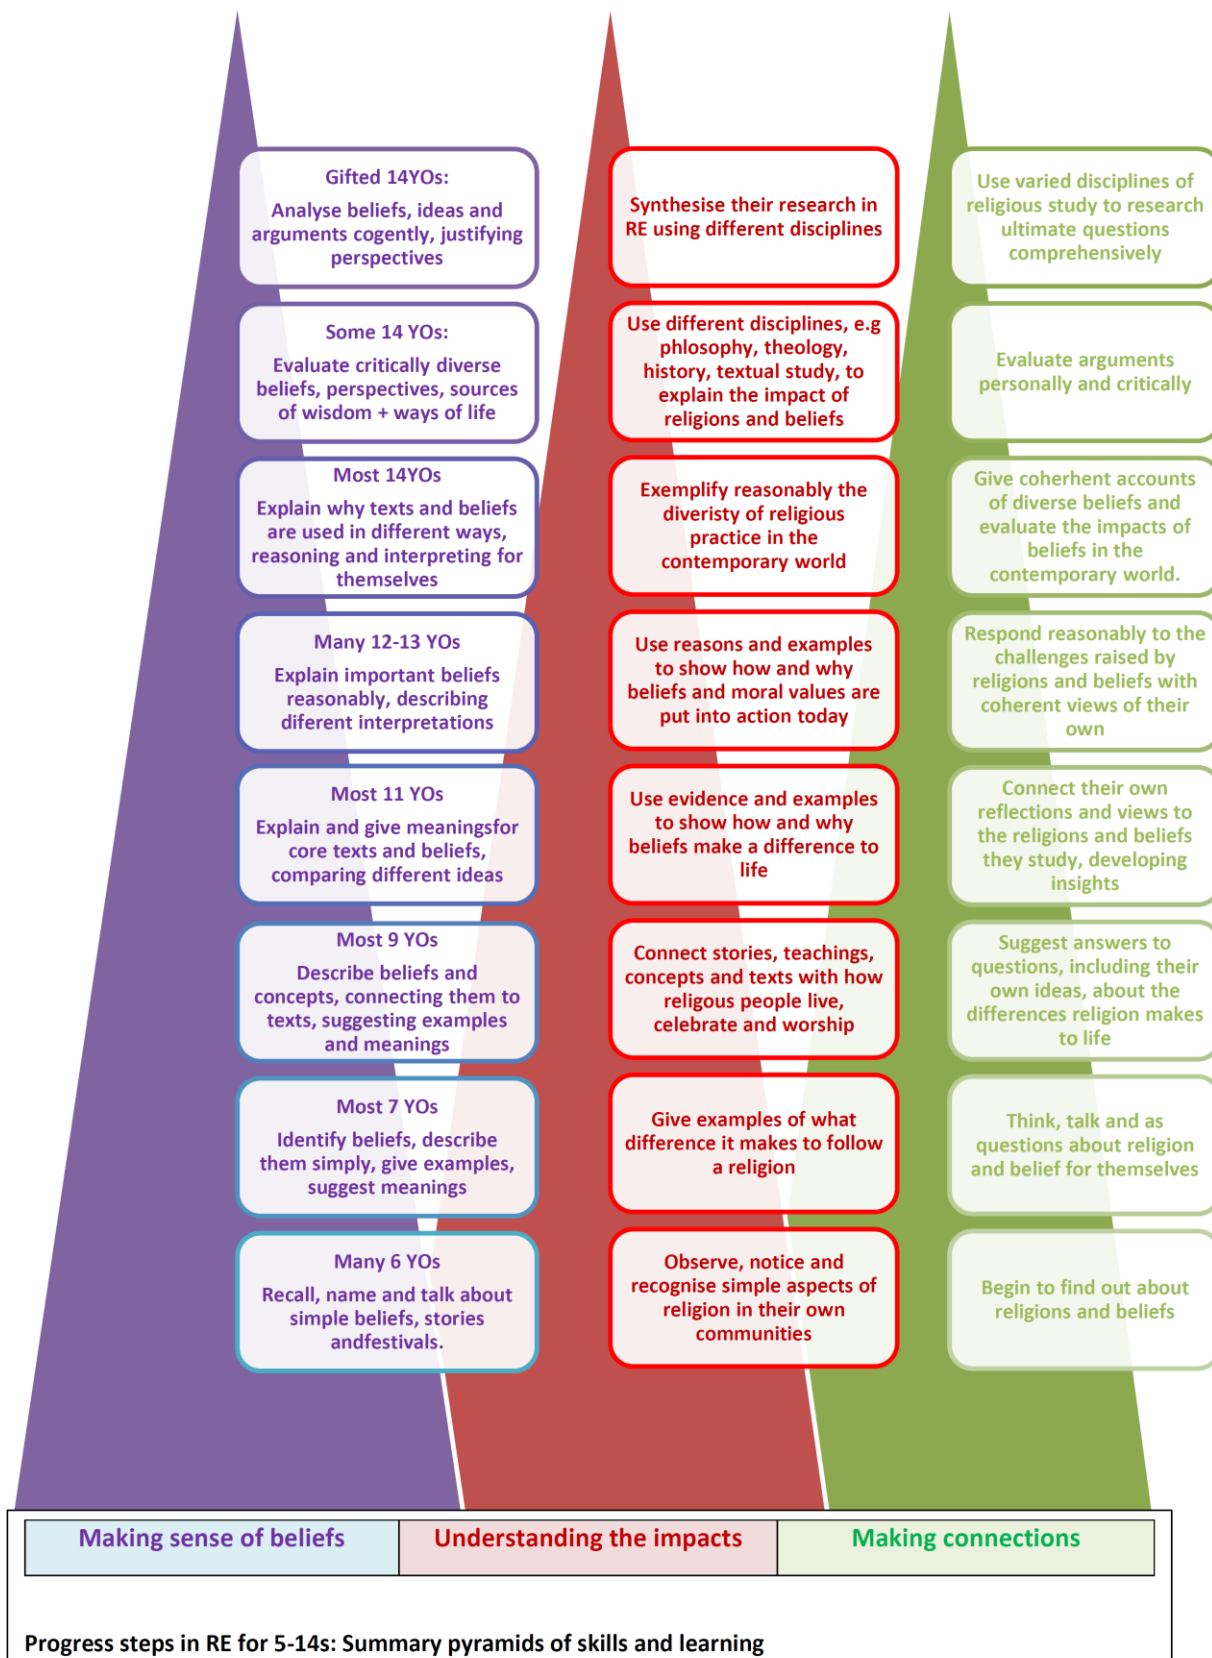 Gifted 14YOs:
Analyse beliefs, ideas and
arguments cogently, justifying
perspectives
Synthesise their research in
RE using different disciplines
Use varied disciplines of
religious study to research
ultimate questions
comprehensively
Some 14 YOs:
Evaluate critically diverse
beliefs, perspectives, sources
of wisdom + ways of life
Use different disciplines, e.g
phlosophy, theology,
history, textual study, to
explain the impact of
religions and beliefs
Evaluate arguments
personally and critically
Most 14YOs
Explain why texts and beliefs
are used in different ways,
reasoning and interpreting for
themselves
Exemplify reasonably the
diveristy of religious
practice in the
contemporary world
Give coherhent accounts
of diverse beliefs and
evaluate the impacts of
beliefs in the
contemporary world.
Many 12-13 YOs
Explain important beliefs
reasonably, describing
diferent interpretations
Use reasons and examples
to show how and why
beliefs and moral values are
put into action today
Respond reasonably to the
challenges raised by
religions and beliefs with
coherent views of their
own
Most 11 YOs
Explain and give meaningsfor
core texts and beliefs,
comparing different ideas
Use evidence and examples
to show how and why
beliefs make a difference to
life
Connect their own
reflections and views to
the religions and beliefs
they study, developing
insights
Most 9 YOs
Describe beliefs and
concepts, connecting them to
texts, suggesting examples
and meanings
Connect stories, teachings,
concepts and texts with how
religous people live,
celebrate and worship
Suggest answers to
questions, including their
own ideas, about the
differences religion makes
to life
Most 7 YOs
Identify beliefs, describe
them simply, give examples,
suggest meanings
Give examples of what
difference it makes to follow
a religion
Think, talk and as
questions about religion
and belief for themselves
Many 6 YOs
Recall, name and talk about
simple beliefs, stories
andfestivals.
Observe, notice and
recognise simple aspects of
religion in their own
communities
Begin to find out about
religions and beliefs
Making sense of beliefs
Understanding the impacts
Making connections
Progress steps in RE for 5-14s: Summary pyramids of skills and learning